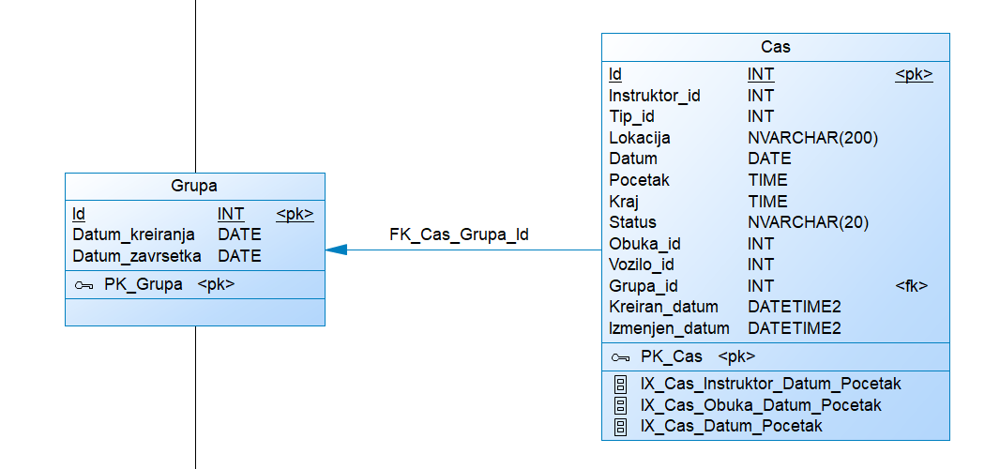 Grupa
Id INT <pk>
Datum_kreiranja DATE
Datum_zavrsetka DATE
PK_Grupa <pk>
FK_Cas_Grupa_Id
Cas
Id INT <pk>
Instruktor_id INT
Tip_id INT
Lokacija NVARCHAR(200)
Datum DATE
Pocetak TIME
Kraj TIME
Status NVARCHAR(20)
Obuka_id INT
Vozilo_id INT
Grupa_id INT <fk>
Kreiran_datum DATETIME2
Izmenjen_datum DATETIME2
PK_Cas <pk>
IX_Cas_Instruktor_Datum_Pocetak
IX_Cas_Obuka_Datum_Pocetak
IX_Cas_Datum_Pocetak